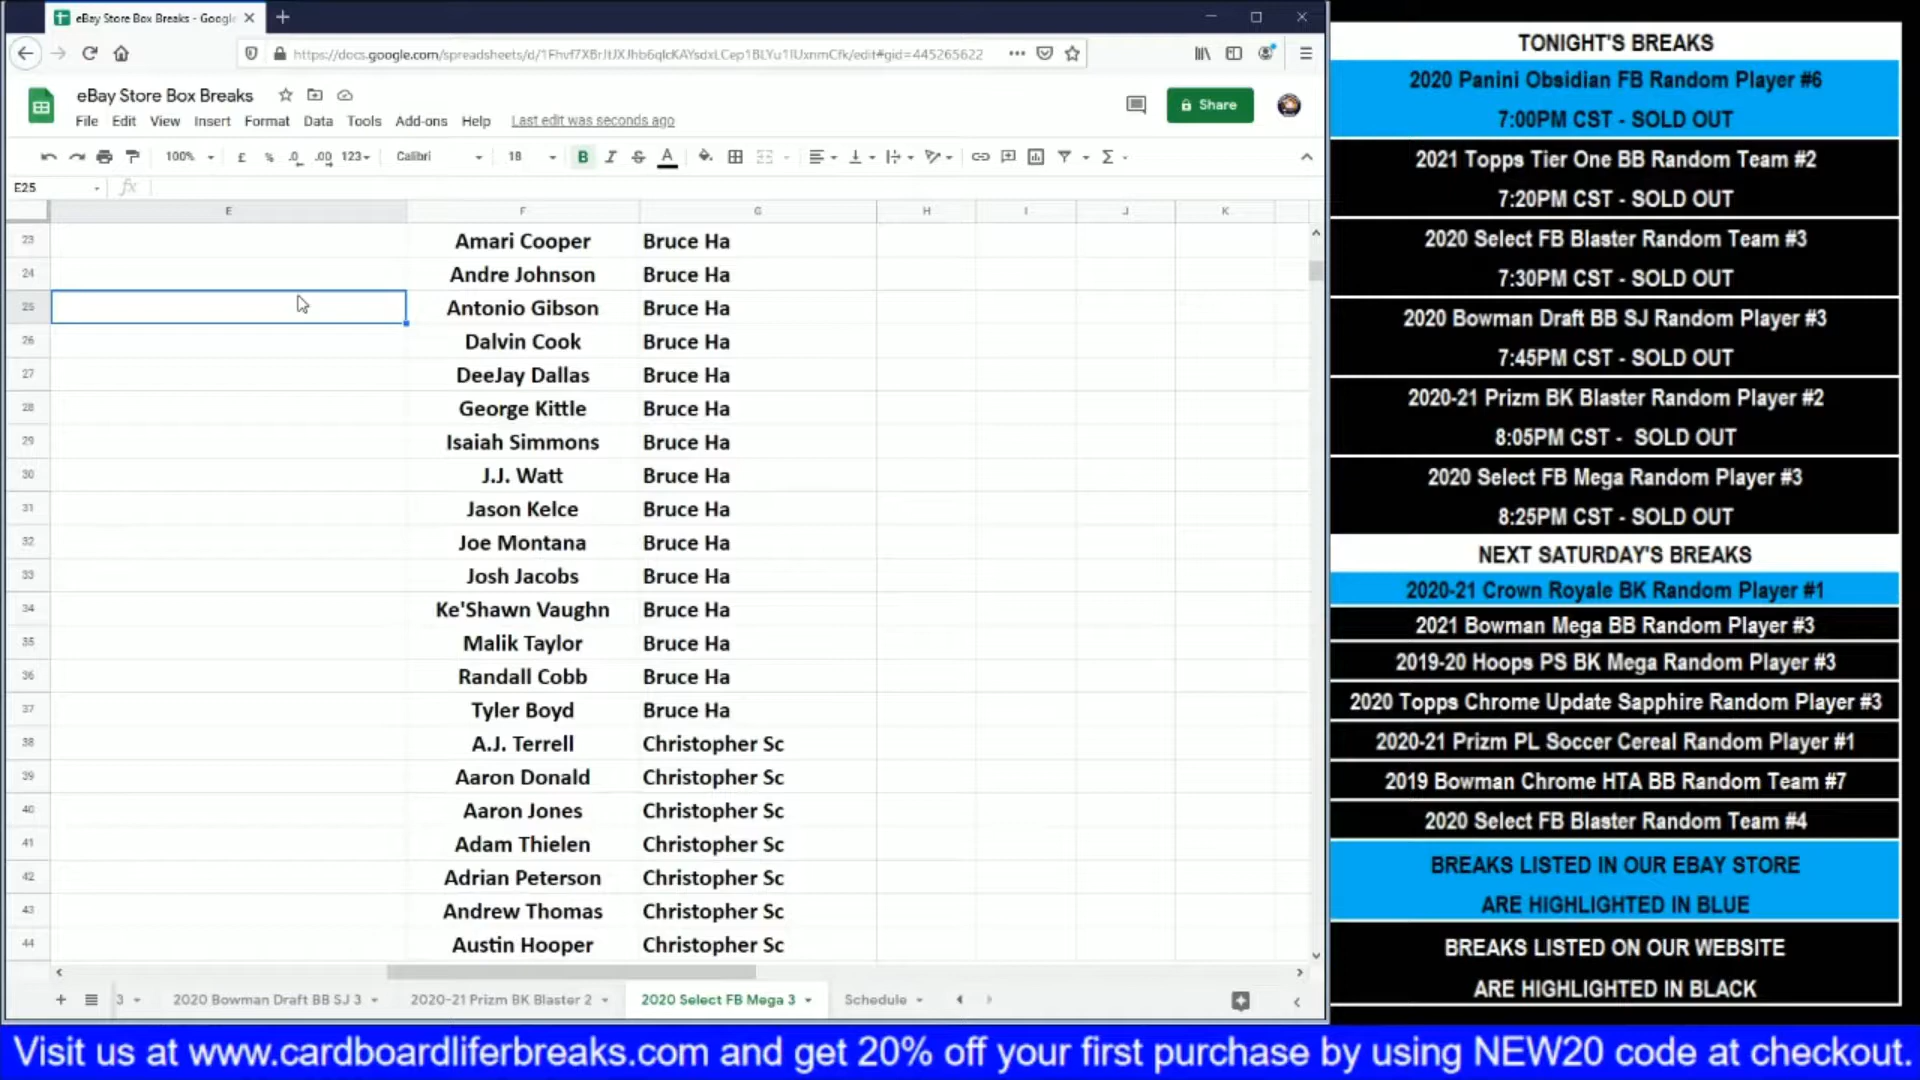 eBay Store Box Breaks - Google
eBay Store Box Breaks
File Edit View Insert Format Data Tools Add-ons Help Last edit was seconds ago
Share
100% £ % .0 .00 123 Calibri 18 B I S A
E25 fx
E F G H I J K
23 Amari Cooper Bruce Ha
24 Andre Johnson Bruce Ha
25 Antonio Gibson Bruce Ha
26 Dalvin Cook Bruce Ha
27 DeeJay Dallas Bruce Ha
28 George Kittle Bruce Ha
29 Isaiah Simmons Bruce Ha
30 J.J. Watt Bruce Ha
31 Jason Kelce Bruce Ha
32 Joe Montana Bruce Ha
33 Josh Jacobs Bruce Ha
34 Ke'Shawn Vaughn Bruce Ha
35 Malik Taylor Bruce Ha
36 Randall Cobb Bruce Ha
37 Tyler Boyd Bruce Ha
38 A.J. Terrell Christopher Sc
39 Aaron Donald Christopher Sc
40 Aaron Jones Christopher Sc
41 Adam Thielen Christopher Sc
42 Adrian Peterson Christopher Sc
43 Andrew Thomas Christopher Sc
44 Austin Hooper Christopher Sc
3 2020 Bowman Draft BB SJ 3 2020-21 Prizm BK Blaster 2 2020 Select FB Mega 3 Schedule
TONIGHT'S BREAKS
2020 Panini Obsidian FB Random Player #6
7:00PM CST - SOLD OUT
2021 Topps Tier One BB Random Team #2
7:20PM CST - SOLD OUT
2020 Select FB Blaster Random Team #3
7:30PM CST - SOLD OUT
2020 Bowman Draft BB SJ Random Player #3
7:45PM CST - SOLD OUT
2020-21 Prizm BK Blaster Random Player #2
8:05PM CST - SOLD OUT
2020 Select FB Mega Random Player #3
8:25PM CST - SOLD OUT
NEXT SATURDAY'S BREAKS
2020-21 Crown Royale BK Random Player #1
2021 Bowman Mega BB Random Player #3
2019-20 Hoops PS BK Mega Random Player #3
2020 Topps Chrome Update Sapphire Random Player #3
2020-21 Prizm PL Soccer Cereal Random Player #1
2019 Bowman Chrome HTA BB Random Team #7
2020 Select FB Blaster Random Team #4
BREAKS LISTED IN OUR EBAY STORE
ARE HIGHLIGHTED IN BLUE
BREAKS LISTED ON OUR WEBSITE
ARE HIGHLIGHTED IN BLACK
Visit us at www.cardboardliferbreaks.com and get 20% off your first purchase by using NEW20 code at checkout.